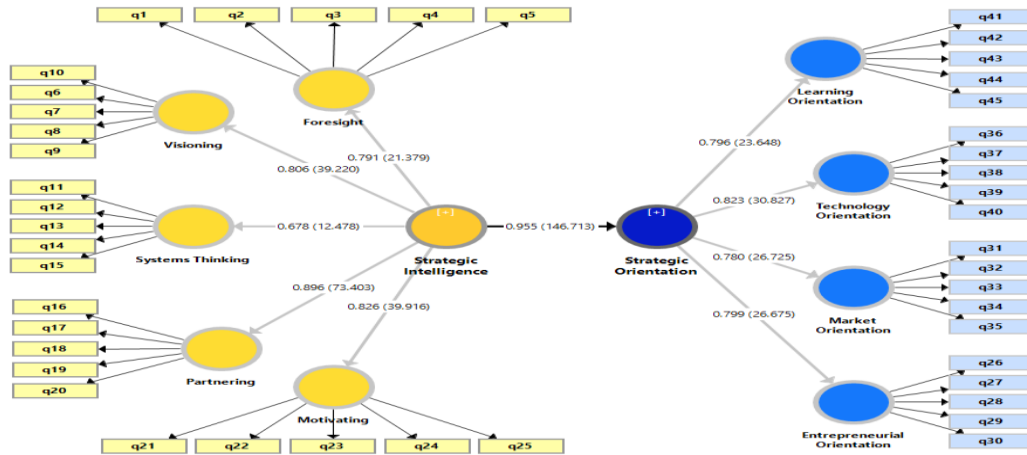 q1
q2
q3
q4
q5
Foresight
q10
q6
q7
q8
q9
Visioning
q11
q12
q13
q14
q15
Systems Thinking
q16
q17
q18
q19
q20
Partnering
Motivating
q21
q22
q23
q24
q25
0.791 (21.379)
0.806 (39.220)
0.678 (12.478)
0.896 (73.403)
0.826 (39.916)
[+]
Strategic
Intelligence
0.955 (146.713)
[+]
Strategic
Orientation
0.796 (23.648)
0.823 (30.827)
0.780 (26.725)
0.799 (26.675)
Learning
Orientation
q41
q42
q43
q44
q45
Technology
Orientation
q36
q37
q38
q39
q40
Market
Orientation
q31
q32
q33
q34
q35
Entrepreneurial
Orientation
q26
q27
q28
q29
q30